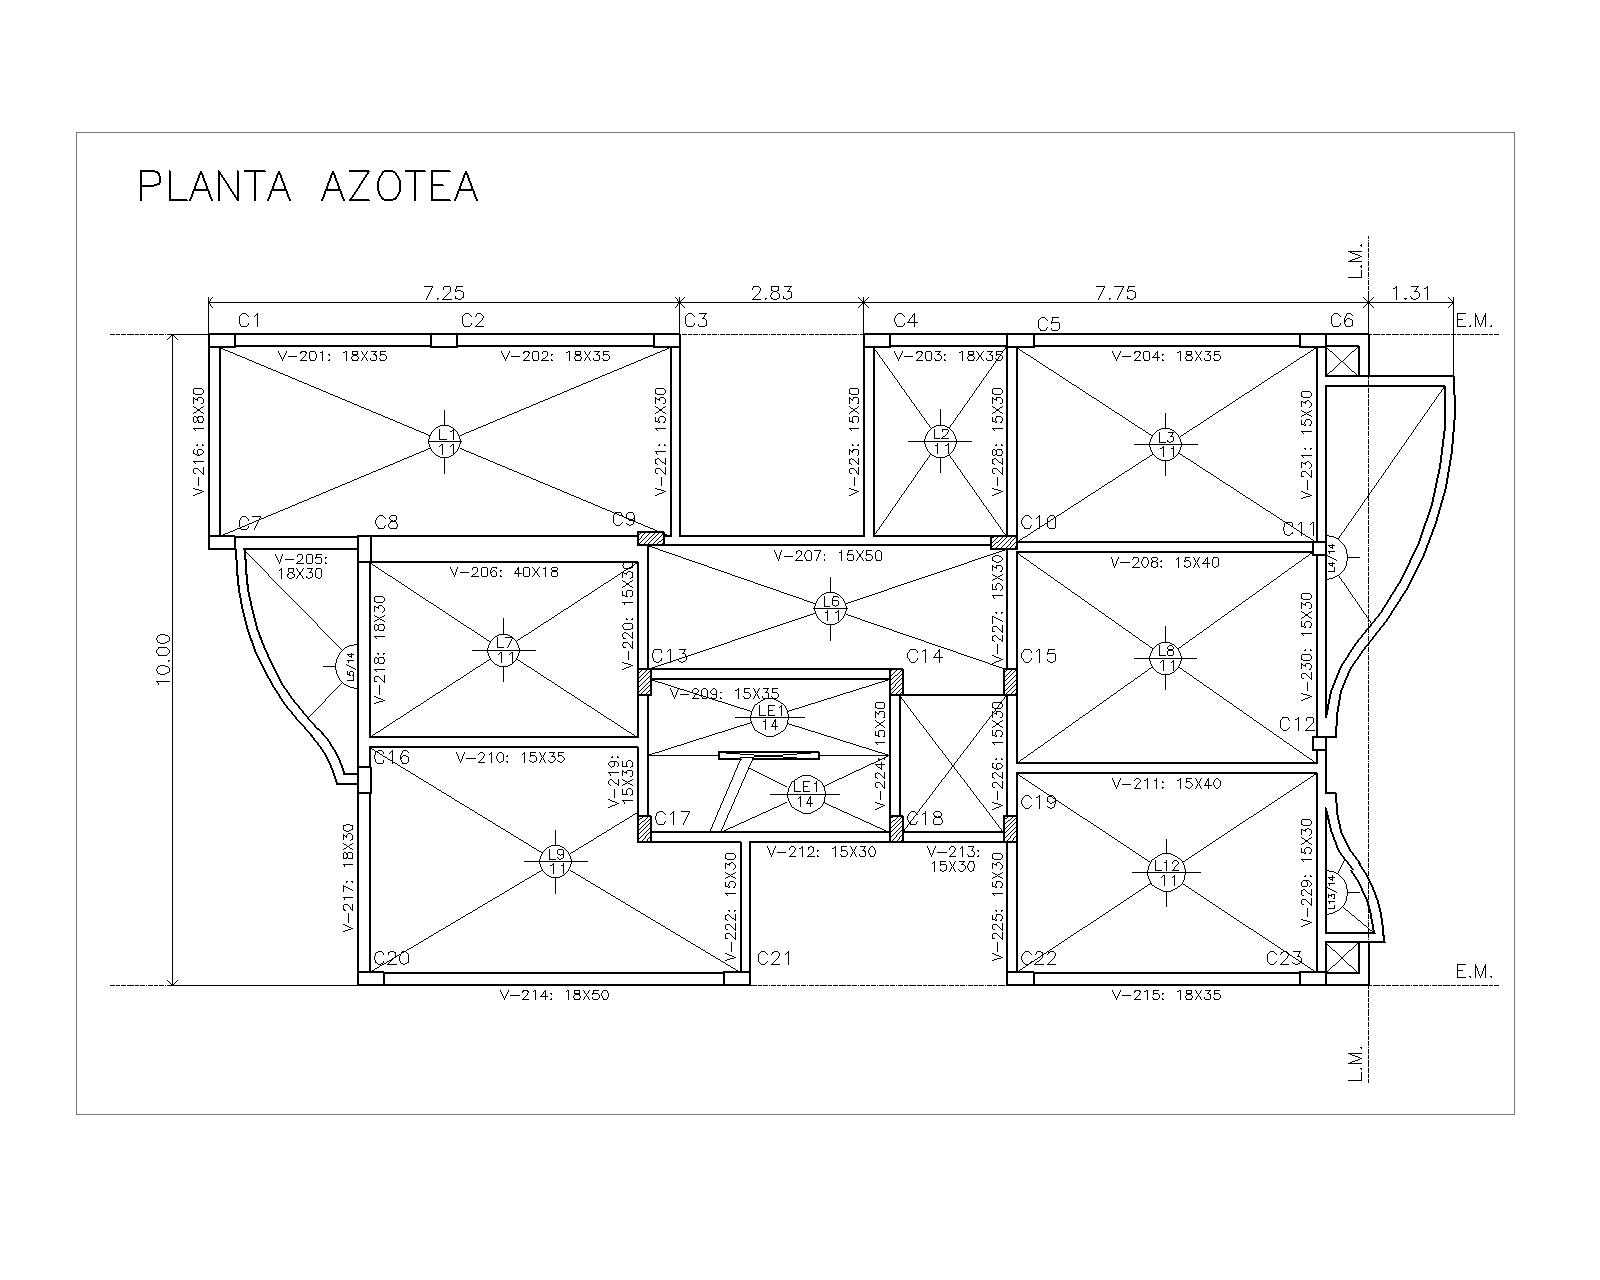 PLANTA AZOTEA
L.M.
7.25
2.83
7.75
1.31
C1
C2
C3
C4
C5
C6
E.M.
V-201: 18X35
V-202: 18X35
V-203: 18X35
V-204: 18X35
V-216: 18X30
V-221: 15X30
V-223: 15X30
V-228: 15X30
V-231: 15X30
L1
11
L2
11
L3
11
C7
C8
C9
C10
C11
L4/14
V-205:
18X30
V-206: 40X18
V-207: 15X50
V-208: 15X40
V-218: 18X30
V-220: 15X30
V-227: 15X30
V-230: 15X30
L6
11
10.00
L5/14
L7
11
C13
C14
C15
L8
11
V-209: 15X35
LE1
14
V-224: 15X30
V-226: 15X30
C12
C16
V-210: 15X35
V-219:
15X35
LE1
14
V-211: 15X40
C17
C18
C19
V-217: 18X30
L9
11
V-222: 15X30
V-212: 15X30
V-213:
15X30
V-225: 15X30
L12
11
V-229: 15X30
L13/14
C20
C21
C22
C23
E.M.
V-214: 18X50
V-215: 18X35
L.M.